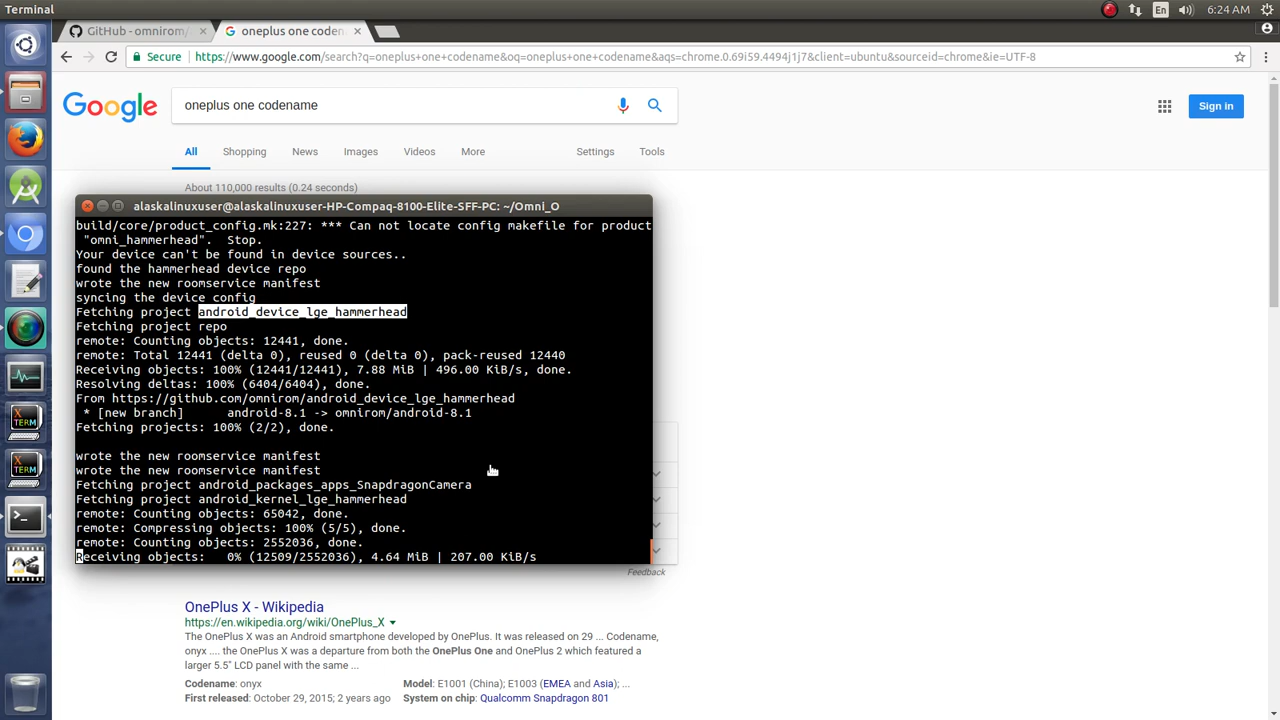 Terminal
En
6:24 AM
GitHub - omnirom/
oneplus one coden
Secure
https://www.google.com/search?q=oneplus+one+codename&oq=oneplus+one+codename&aqs=chrome.0.69i59.4494j1j7&client=ubuntu&sourceid=chrome&ie=UTF-8
Google
oneplus one codename
Sign in
All
Shopping
News
Images
Videos
More
Settings
Tools
About 110,000 results (0.24 seconds)
alaskalinuxuser@alaskalinuxuser-HP-Compaq-8100-Elite-SFF-PC: ~/Omni_O
build/core/product_config.mk:227: *** Can not locate config makefile for product
"omni_hammerhead".  Stop.
Your device can't be found in device sources..
found the hammerhead device repo
wrote the new roomservice manifest
syncing the device config
Fetching project android_device_lge_hammerhead
Fetching project repo
remote: Counting objects: 12441, done.
remote: Total 12441 (delta 0), reused 0 (delta 0), pack-reused 12440
Receiving objects: 100% (12441/12441), 7.88 MiB | 496.00 KiB/s, done.
Resolving deltas: 100% (6404/6404), done.
From https://github.com/omnirom/android_device_lge_hammerhead
* [new branch]      android-8.1 -> omnirom/android-8.1
Fetching projects: 100% (2/2), done.
wrote the new roomservice manifest
wrote the new roomservice manifest
Fetching project android_packages_apps_SnapdragonCamera
Fetching project android_kernel_lge_hammerhead
remote: Counting objects: 65042, done.
remote: Compressing objects: 100% (5/5), done.
remote: Counting objects: 2552036, done.
Receiving objects:   0% (12509/2552036), 4.64 MiB | 207.00 KiB/s
Feedback
OnePlus X - Wikipedia
https://en.wikipedia.org/wiki/OnePlus_X
The OnePlus X was an Android smartphone developed by OnePlus. It was released on 29 ... Codename,
onyx .... the OnePlus X was a departure from both the OnePlus One and OnePlus 2 which featured a
larger 5.5" LCD panel with the same ...
Codename: onyx
Model: E1001 (China); E1003 (EMEA and Asia); ...
First released: October 29, 2015; 2 years ago
System on chip: Qualcomm Snapdragon 801
X
TERM
X
TERM